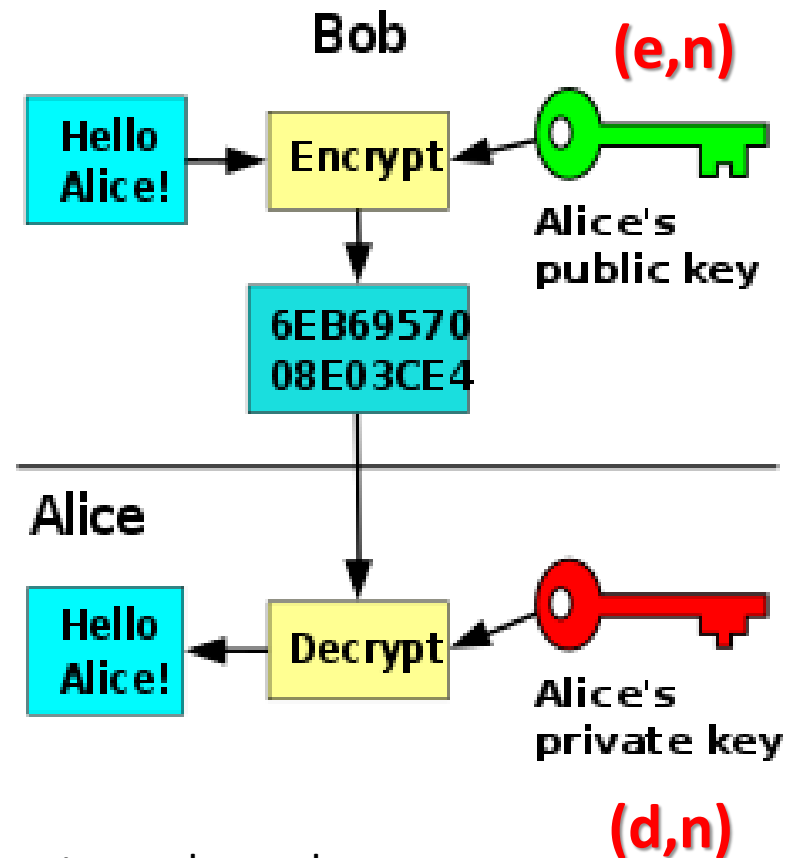 Bob
(e,n)
Hello
Alice!
Encrypt
Alice's
public key
6EB69570
08E03CE4
Alice
Hello
Alice!
Decrypt
Alice's
private key
(d,n)